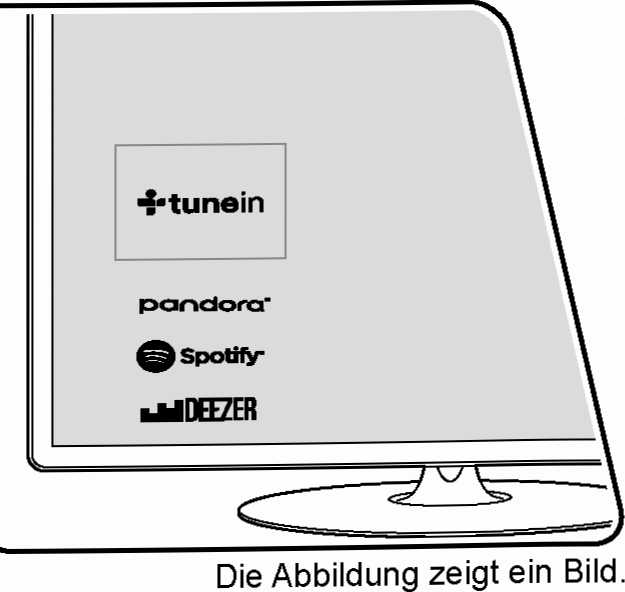 tunein
pandora
Spotify
DEEZER
Die Abbildung zeigt ein Bild.